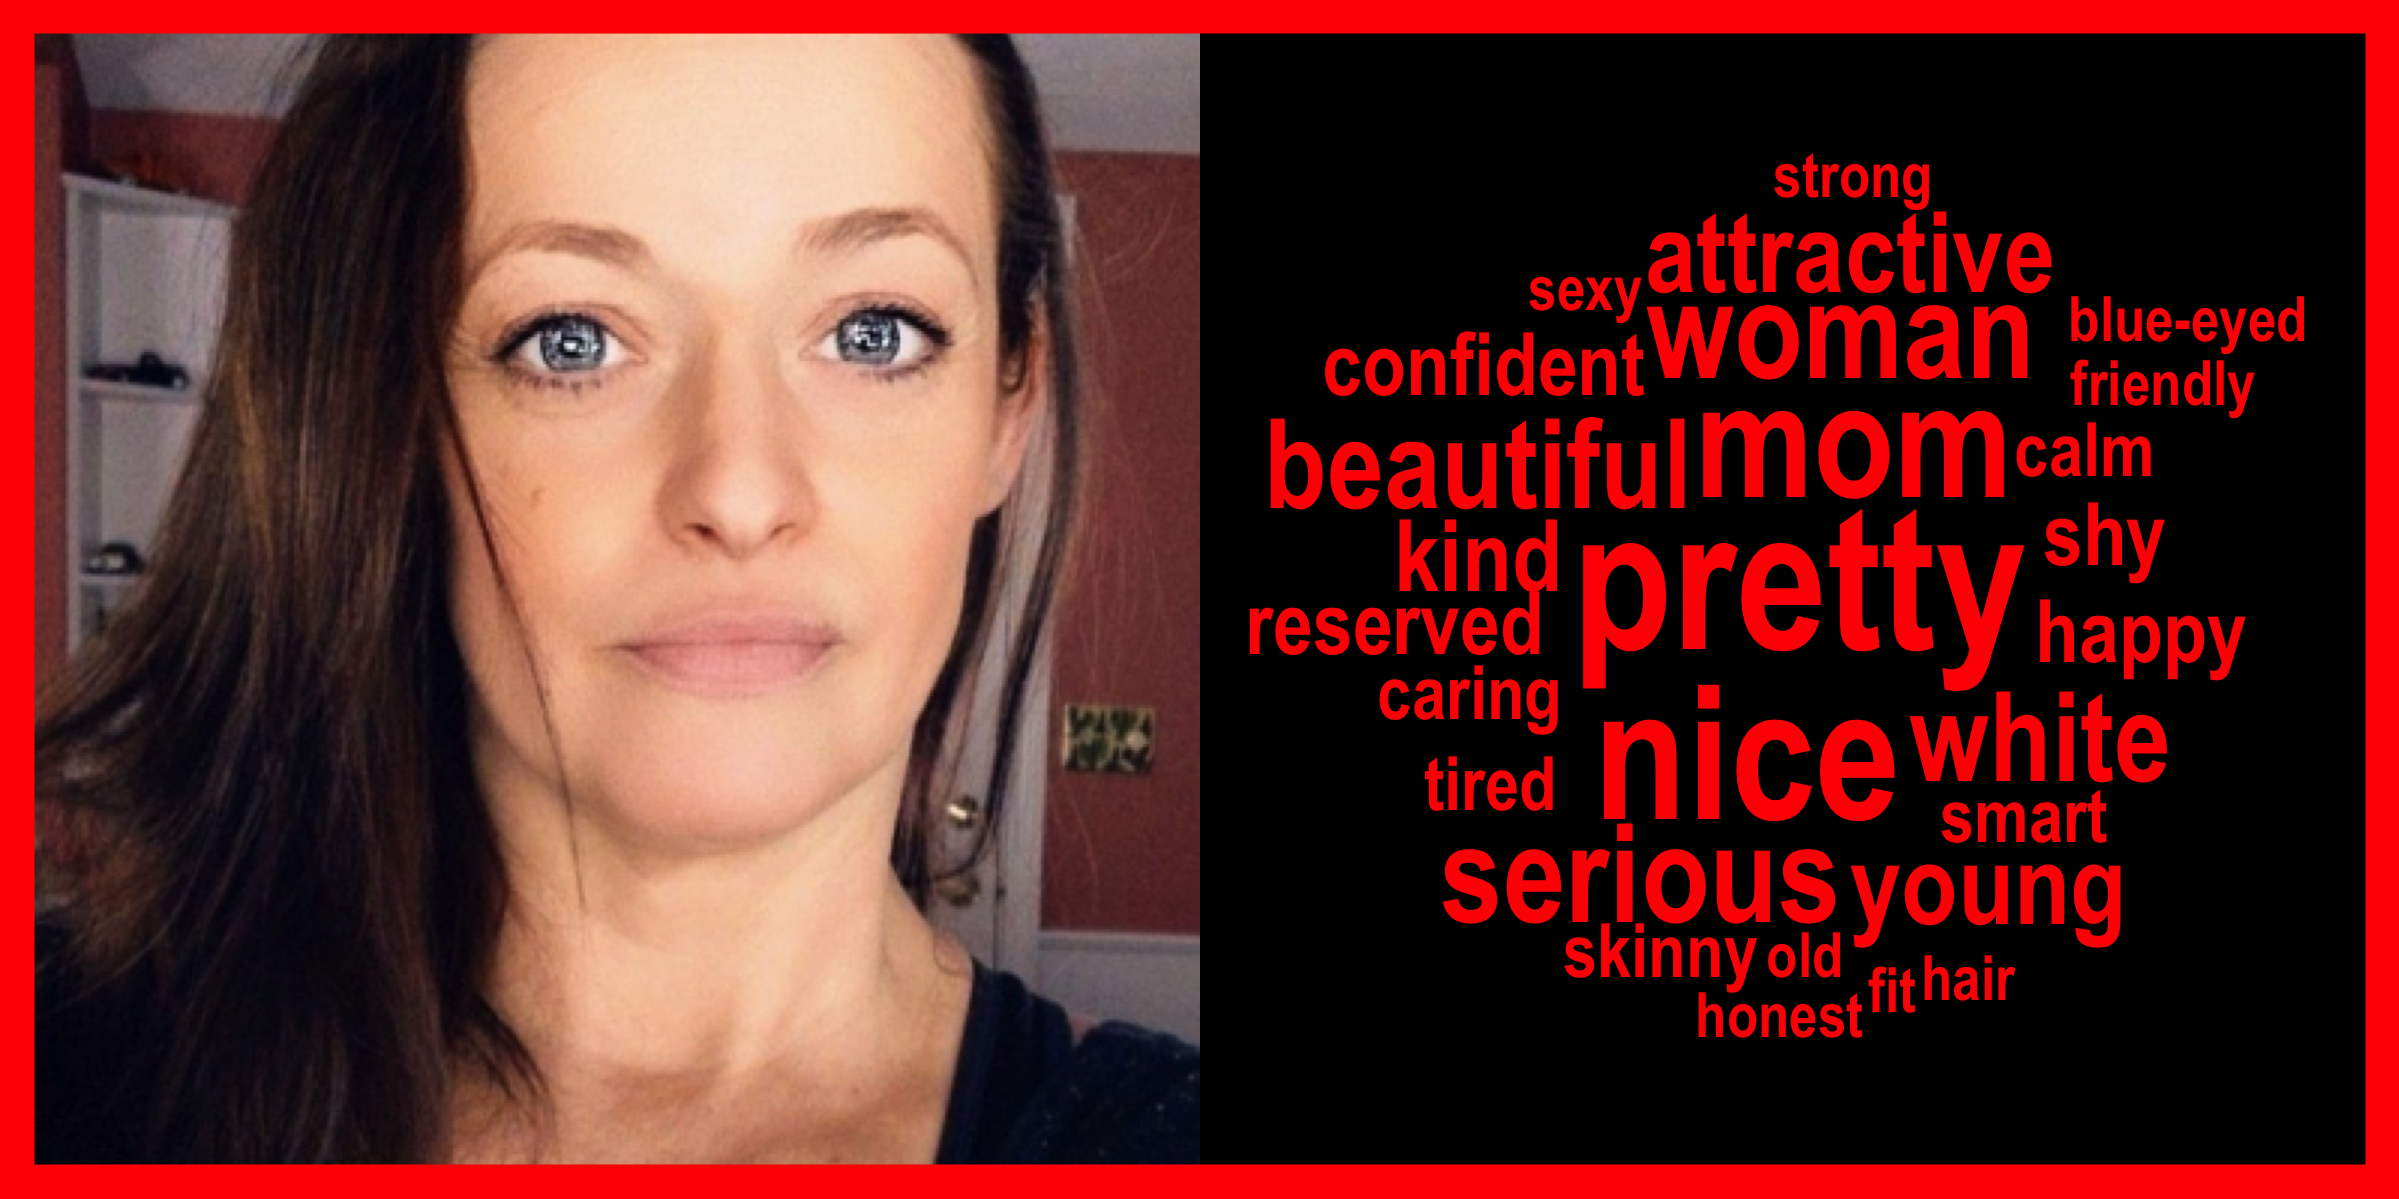 strong
attractive
sexy
woman
blue-eyed
confident
friendly
mom
beautiful
calm
kind
pretty
shy
reserved
happy
caring
nice
white
tired
smart
serious
young
skinny
old
hair
fit
honest